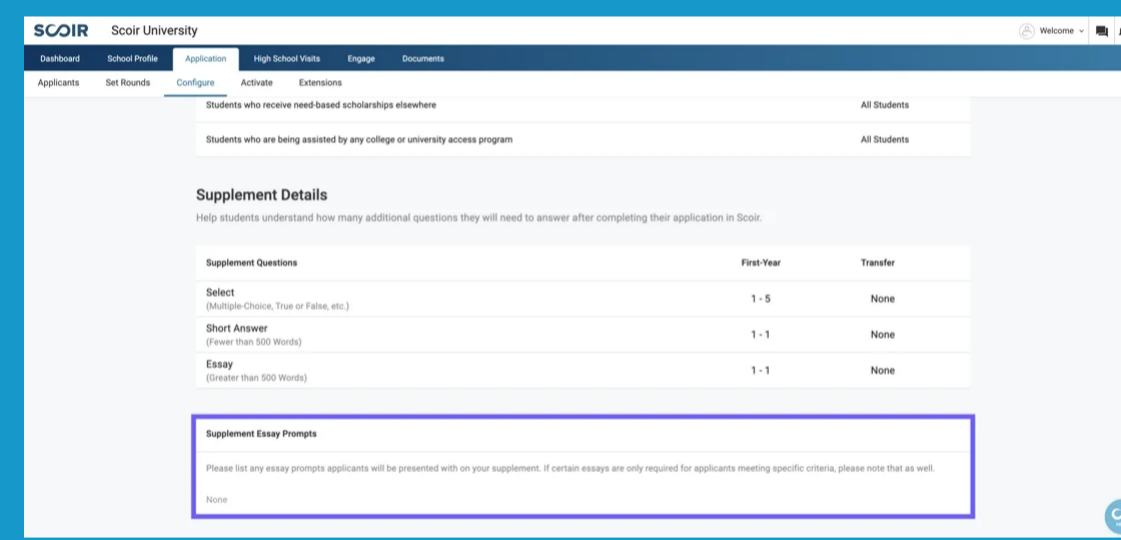 SCOIR Scoir University Welcome
Dashboard School Profile Application High School Visits Engage Documents
Applicants Set Rounds Configure Activate Extensions
Students who receive need-based scholarships elsewhere All Students
Students who are being assisted by any college or university access program All Students
Supplement Details
Help students understand how many additional questions they will need to answer after completing their application in Scoir.
Supplement Questions First-Year Transfer
Select 1 - 5 None
(Multiple-Choice, True or False, etc.)
Short Answer 1 - 1 None
(Fewer than 500 Words)
Essay 1 - 1 None
(Greater than 500 Words)
Supplement Essay Prompts
Please list any essay prompts applicants will be presented with on your supplement. If certain essays are only required for applicants meeting specific criteria, please note that as well.
None